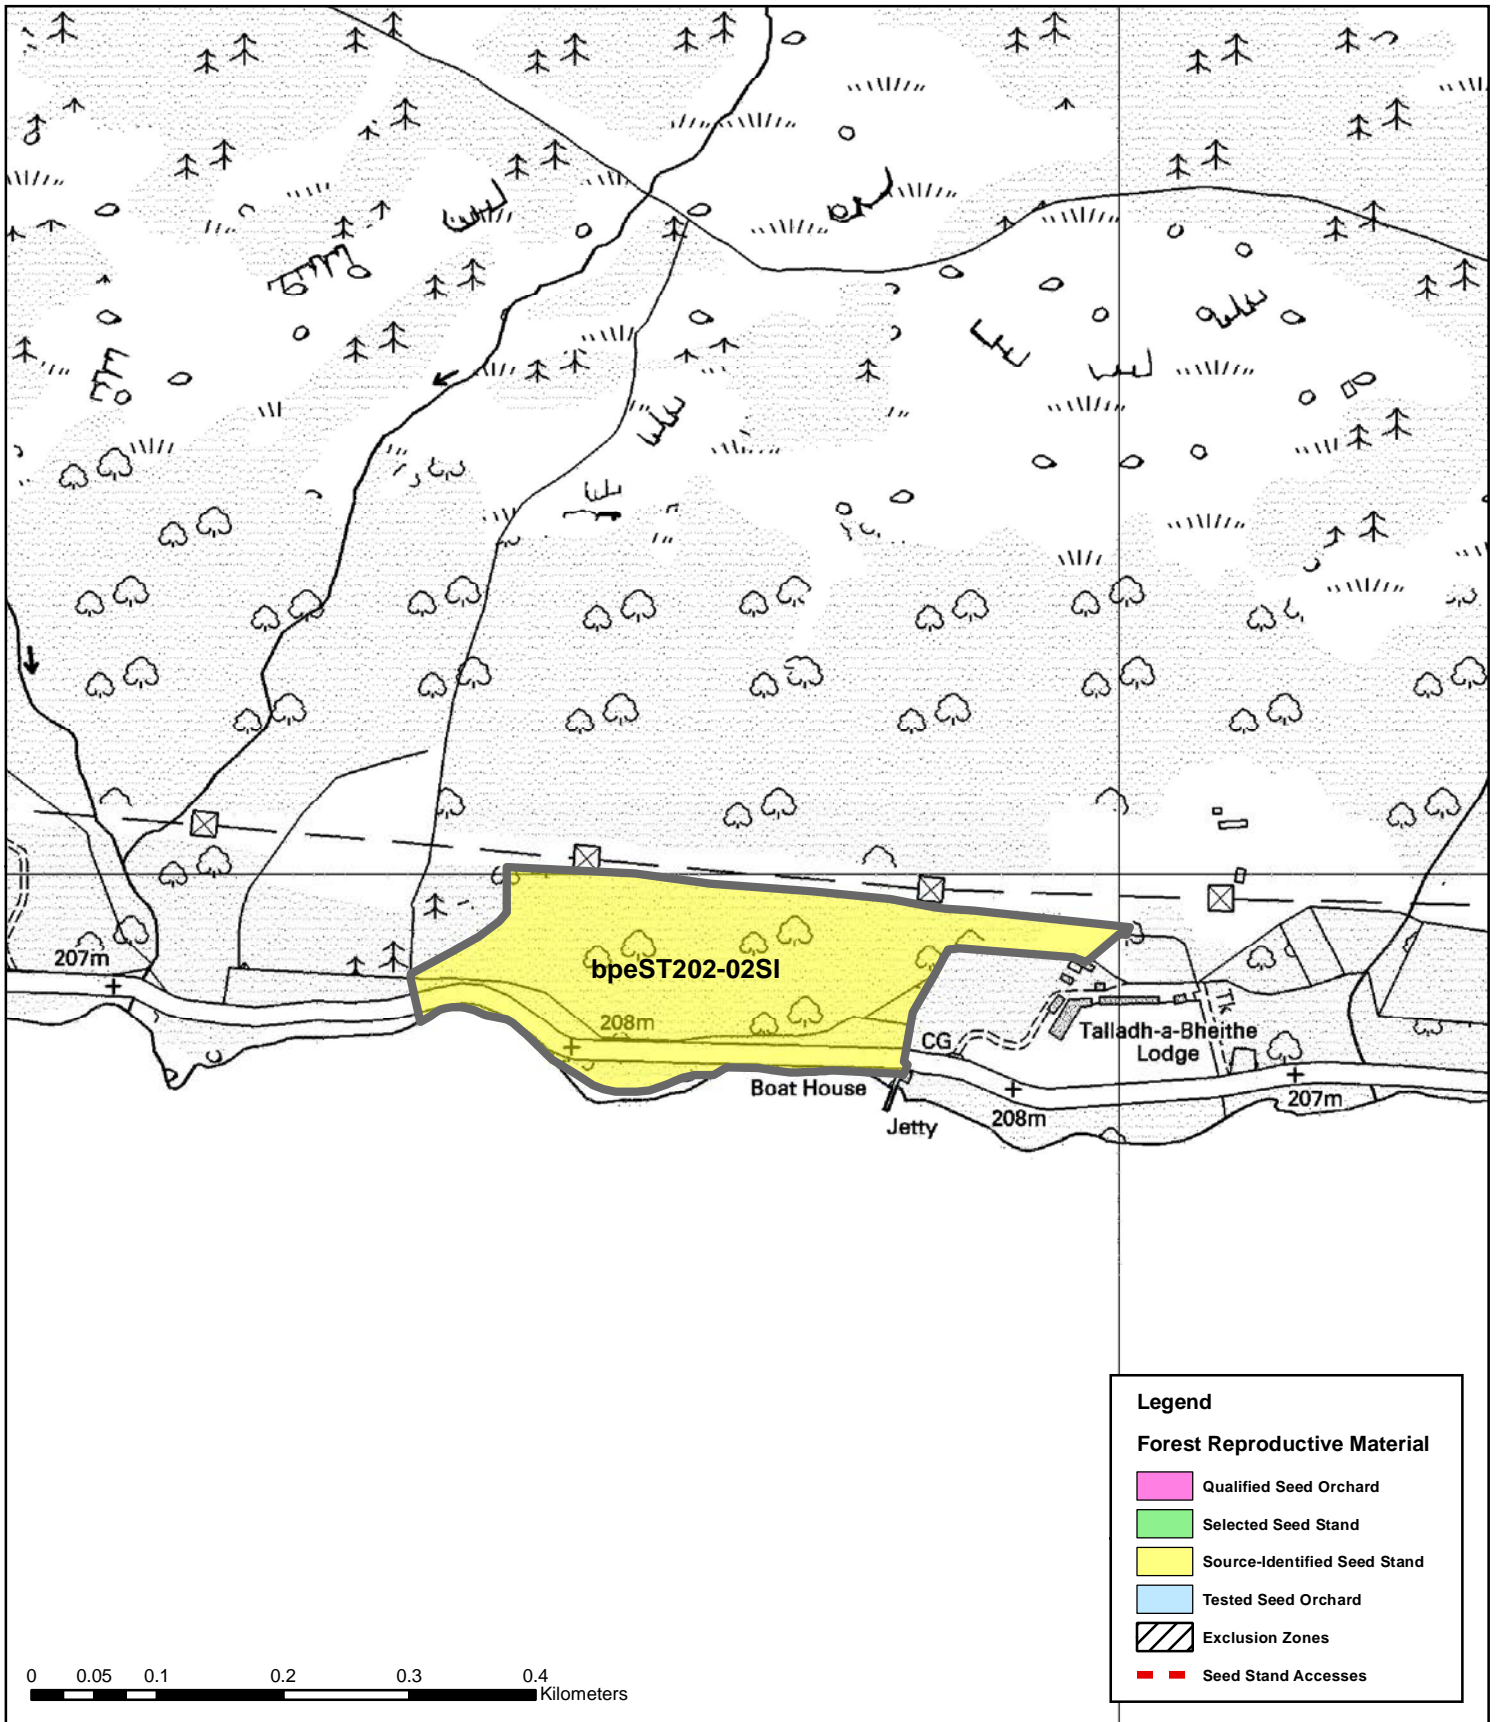 207m
bpeST202-02SI
208m
CG
Tk
Talladh-a-Bheithe
Lodge
Boat House
Jetty
208m
207m
Legend
Forest Reproductive Material
Qualified Seed Orchard
Selected Seed Stand
Source-Identified Seed Stand
Tested Seed Orchard
Exclusion Zones
Seed Stand Accesses
0 0.05 0.1 0.2 0.3 0.4
Kilometers